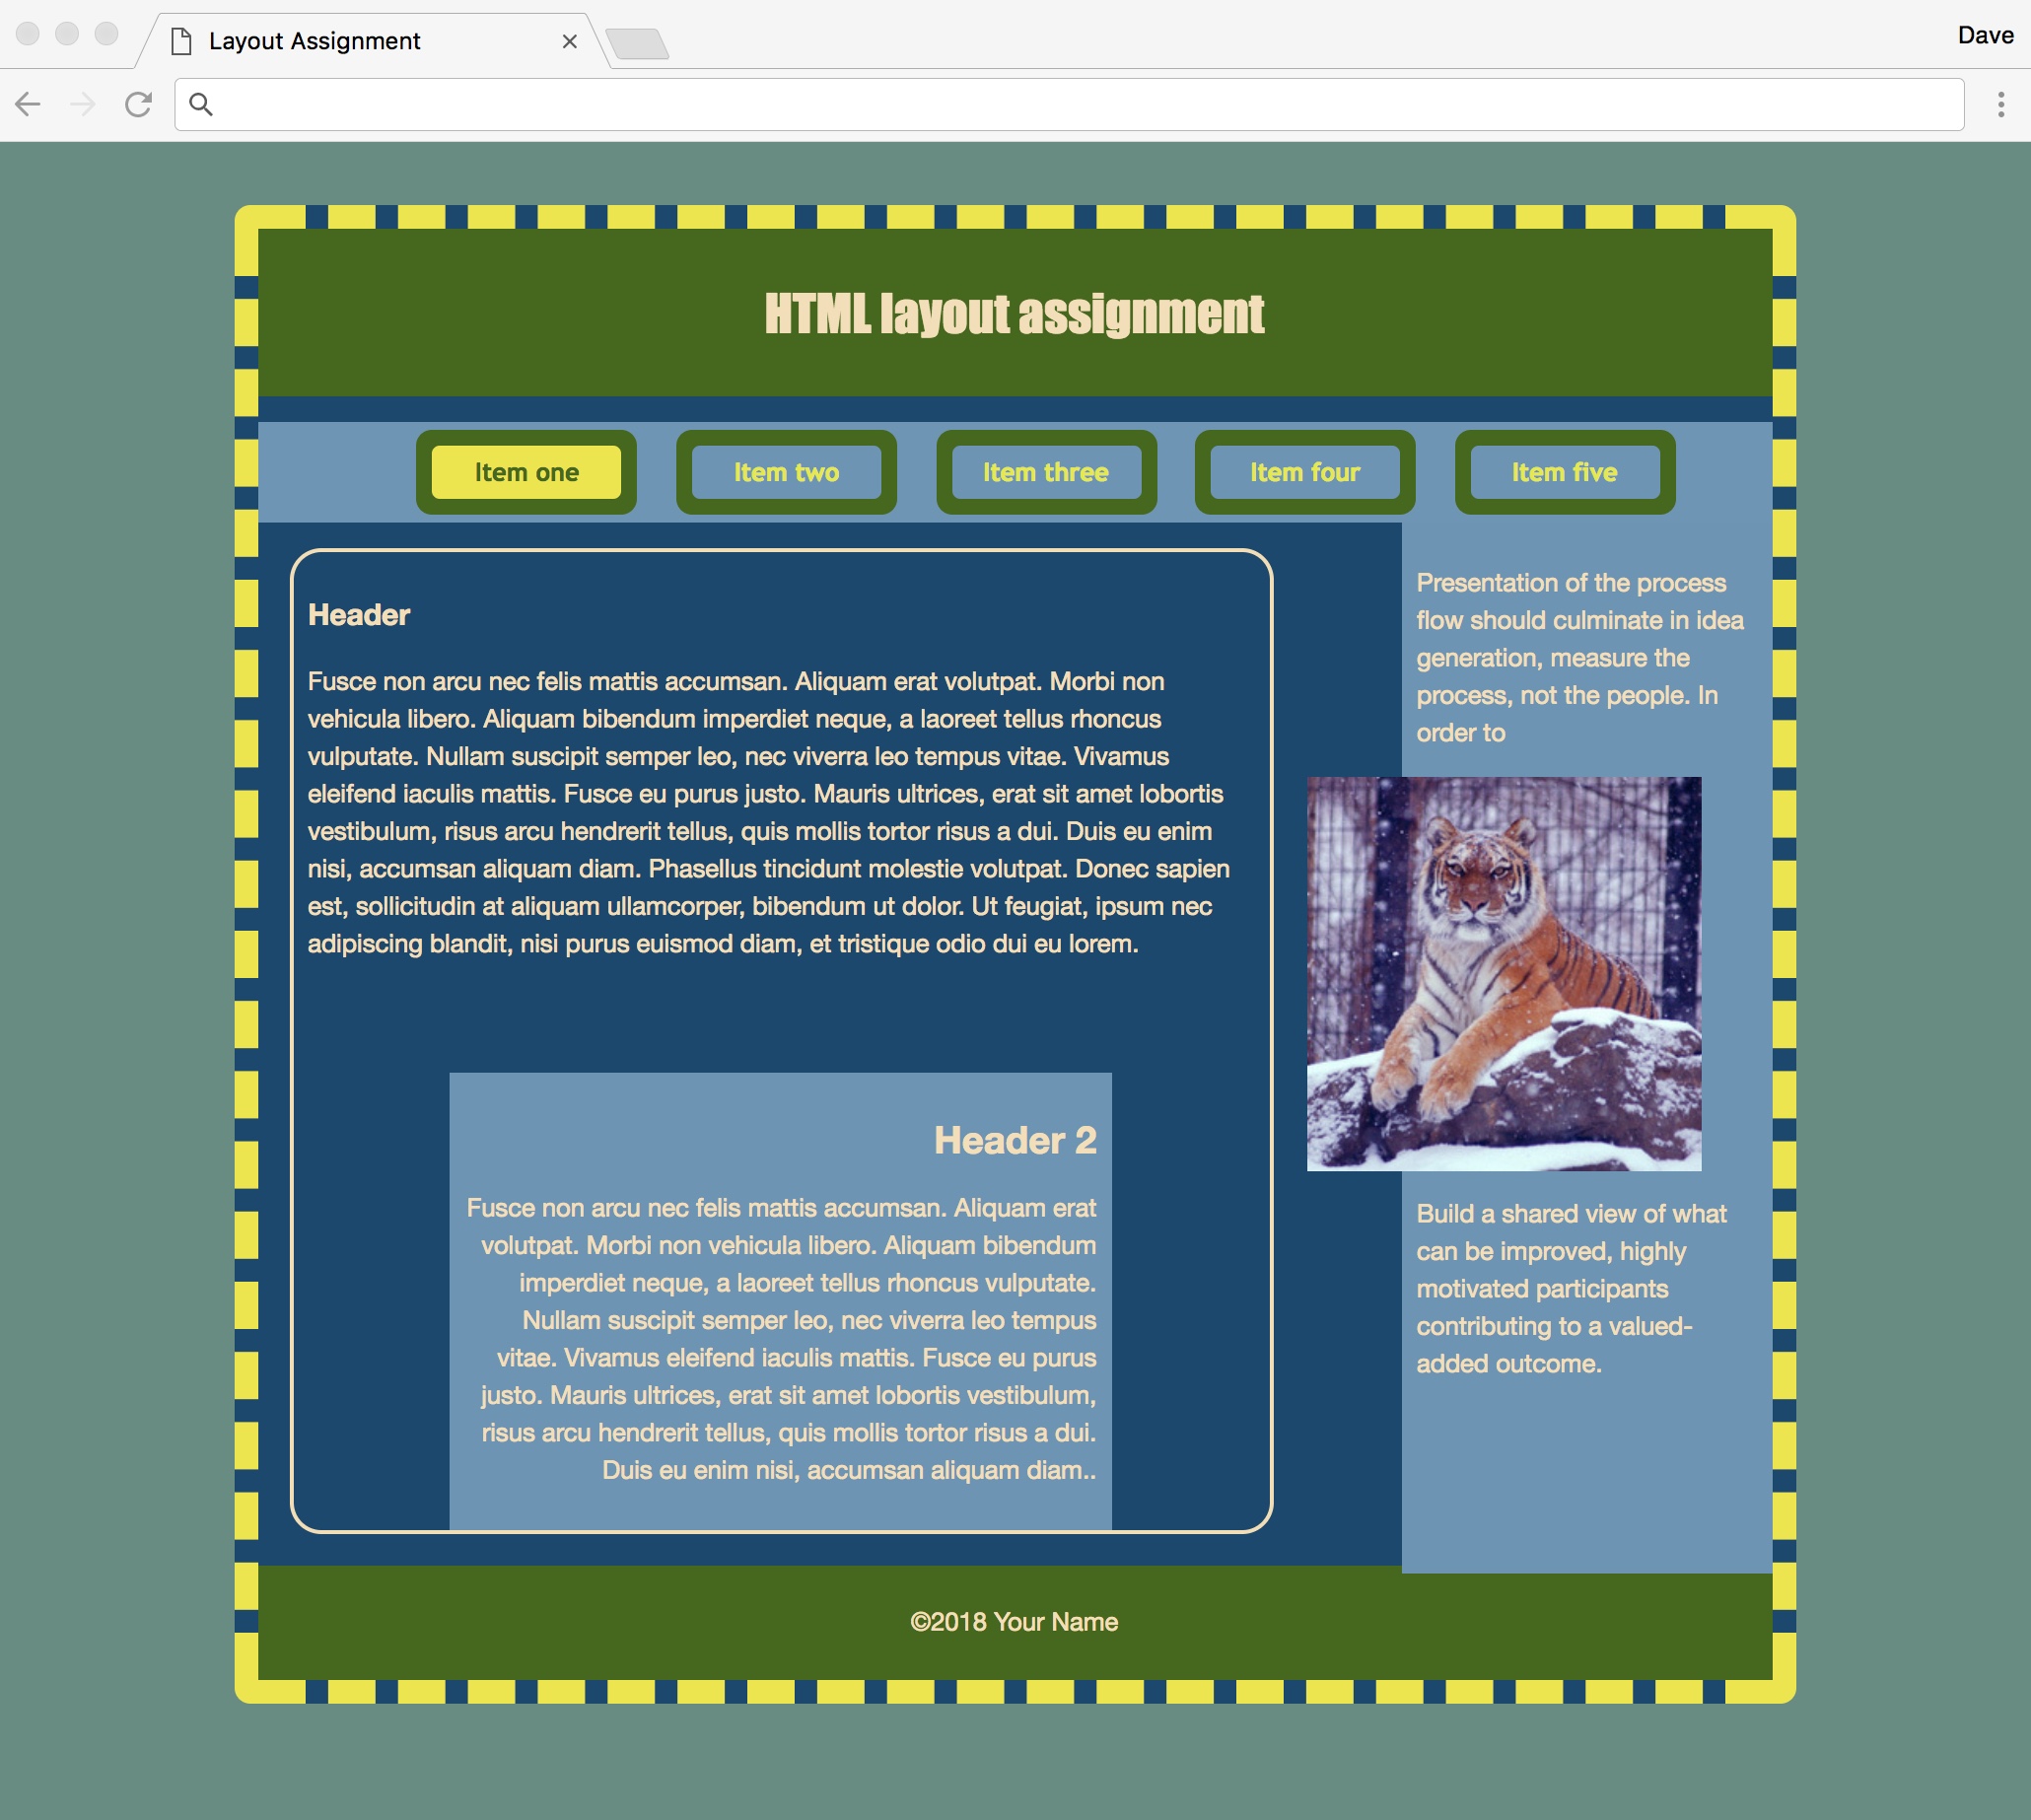 Layout Assignment
Dave
HTML layout assignment
Item one
Item two
Item three
Item four
Item five
Header
Fusce non arcu nec felis mattis accumsan. Aliquam erat volutpat. Morbi non
vehicula libero. Aliquam bibendum imperdiet neque, a laoreet tellus rhoncus
vulputate. Nullam suscipit semper leo, nec viverra leo tempus vitae. Vivamus
eleifend iaculis mattis. Fusce eu purus justo. Mauris ultrices, erat sit amet lobortis
vestibulum, risus arcu hendrerit tellus, quis mollis tortor risus a dui. Duis eu enim
nisi, accumsan aliquam diam. Phasellus tincidunt molestie volutpat. Donec sapien
est, sollicitudin at aliquam ullamcorper, bibendum ut dolor. Ut feugiat, ipsum nec
adipiscing blandit, nisi purus euismod diam, et tristique odio dui eu lorem.
Header 2
Fusce non arcu nec felis mattis accumsan. Aliquam erat
volutpat. Morbi non vehicula libero. Aliquam bibendum
imperdiet neque, a laoreet tellus rhoncus vulputate.
Nullam suscipit semper leo, nec viverra leo tempus
vitae. Vivamus eleifend iaculis mattis. Fusce eu purus
justo. Mauris ultrices, erat sit amet lobortis vestibulum,
risus arcu hendrerit tellus, quis mollis tortor risus a dui.
Duis eu enim nisi, accumsan aliquam diam..
Presentation of the process
flow should culminate in idea
generation, measure the
process, not the people. In
order to
Build a shared view of what
can be improved, highly
motivated participants
contributing to a valued-
added outcome.
©2018 Your Name